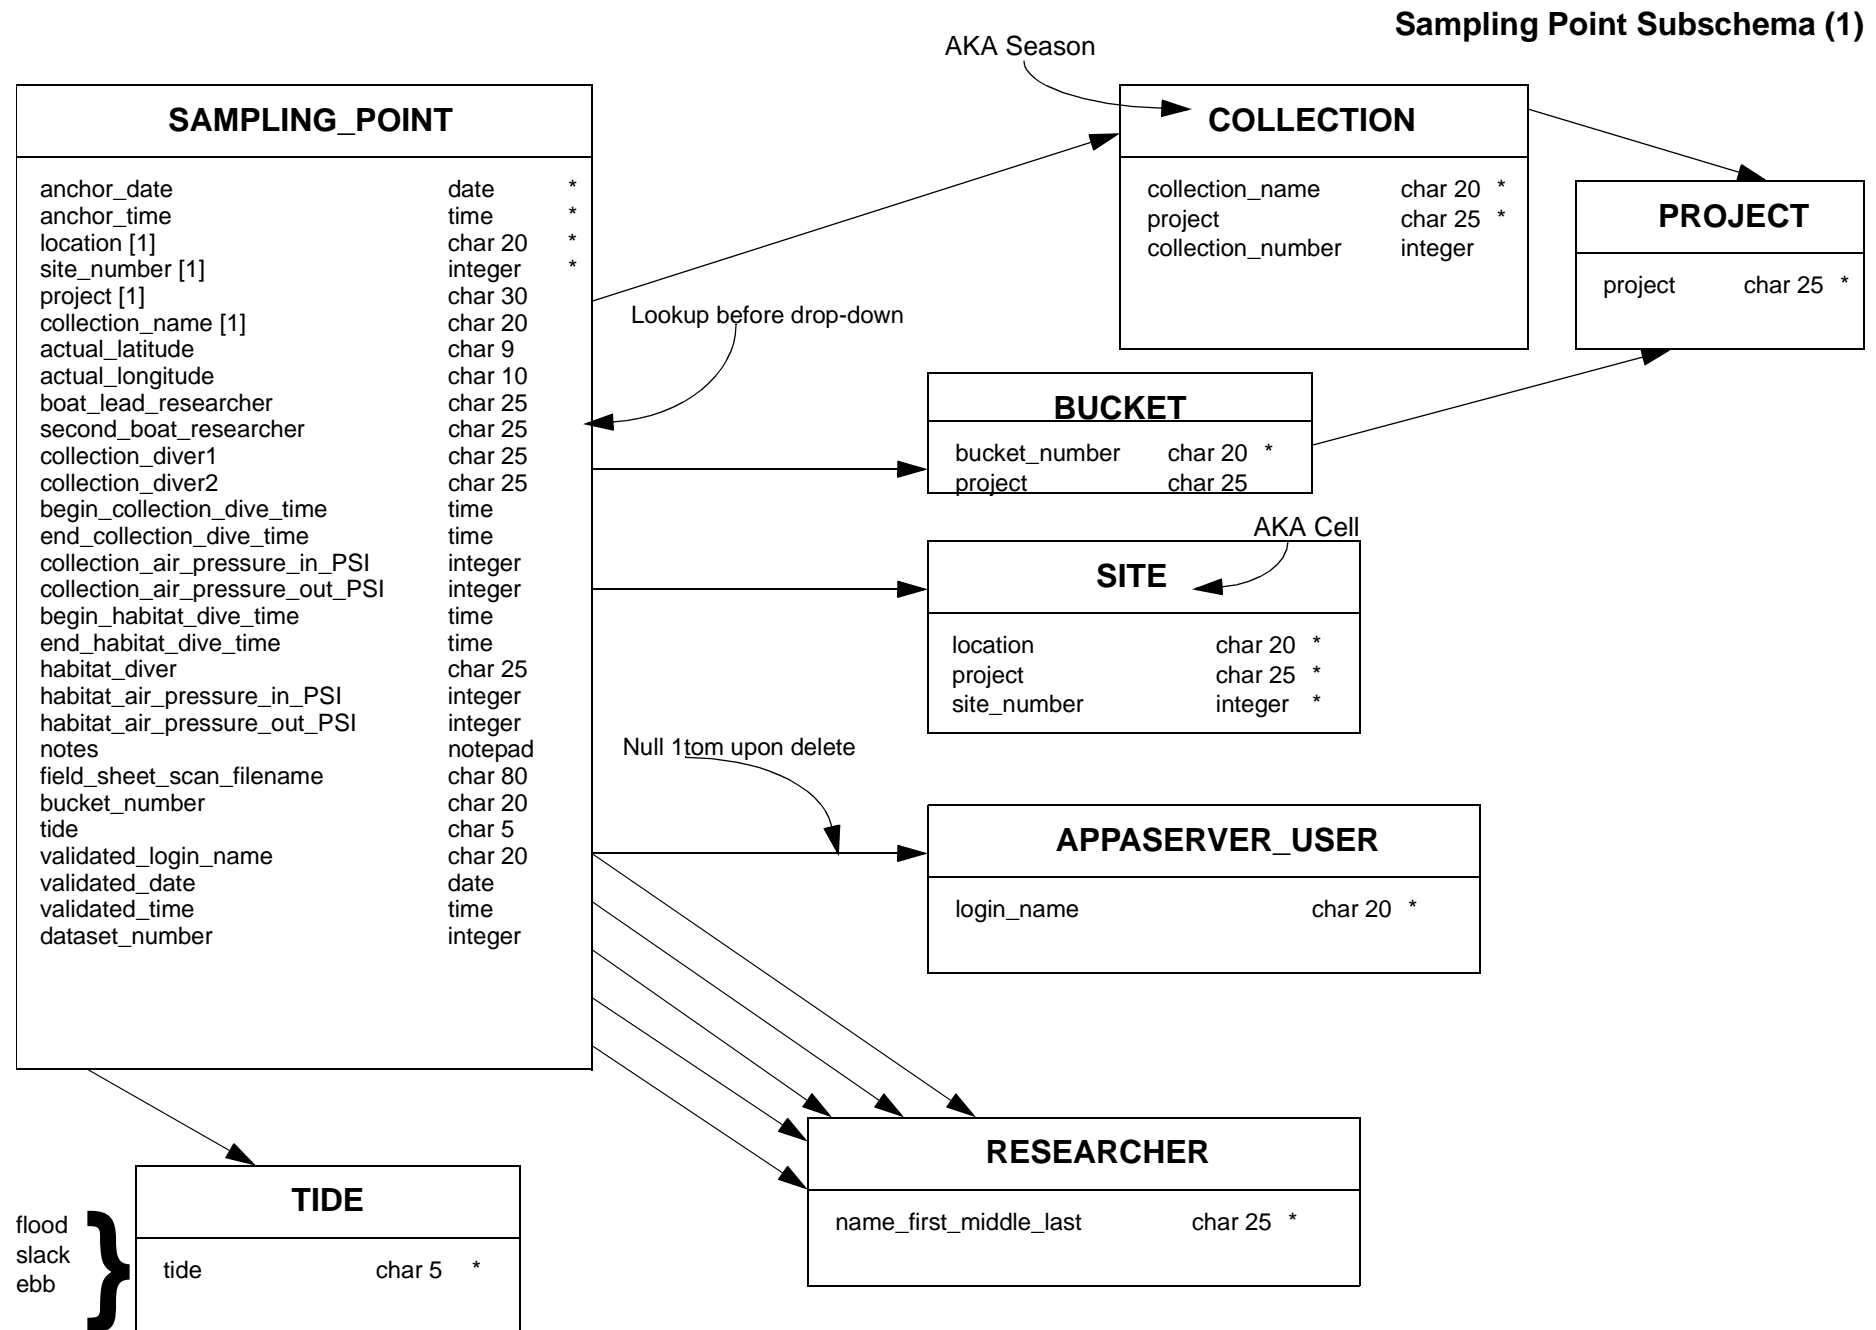 Sampling Point Subschema (1)
AKA Season
SAMPLING_POINT
anchor_date date *
anchor_time time *
location [1] char 20 *
site_number [1] integer *
project [1] char 30
collection_name [1] char 20
actual_latitude char 9
actual_longitude char 10
boat_lead_researcher char 25
second_boat_researcher char 25
collection_diver1 char 25
collection_diver2 char 25
begin_collection_dive_time time
end_collection_dive_time time
collection_air_pressure_in_PSI integer
collection_air_pressure_out_PSI integer
begin_habitat_dive_time time
end_habitat_dive_time time
habitat_diver char 25
habitat_air_pressure_in_PSI integer
habitat_air_pressure_out_PSI integer
notes notepad
field_sheet_scan_filename char 80
bucket_number char 20
tide char 5
validated_login_name char 20
validated_date date
validated_time time
dataset_number integer
COLLECTION
collection_name char 20 *
project char 25 *
collection_number integer
PROJECT
project char 25 *
Lookup before drop-down
BUCKET
bucket_number char 20 *
project char 25
AKA Cell
SITE
location char 20 *
project char 25 *
site_number integer *
Null 1tom upon delete
APPASERVER_USER
login_name char 20 *
RESEARCHER
name_first_middle_last char 25 *
TIDE
tide char 5 *
flood
slack
ebb
}